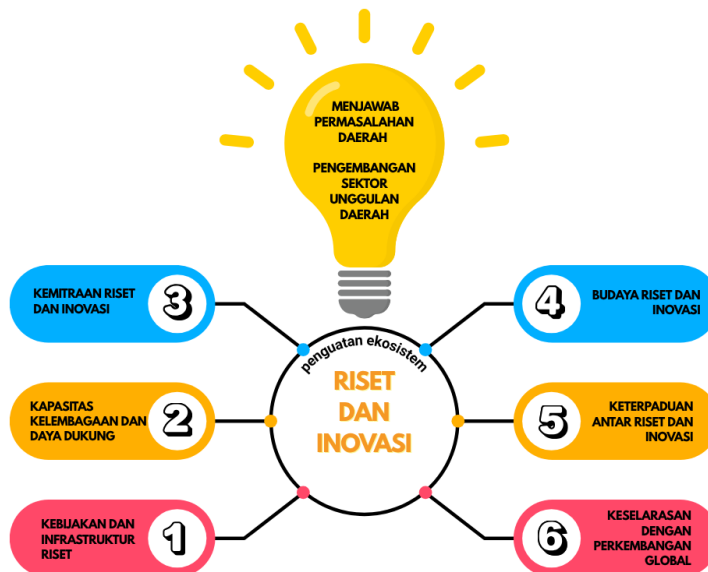 MENJAWAB
PERMASALAHAN
DAERAH
PENGEMBANGAN
SEKTOR
UNGGULAN
DAERAH
KEMITRAAN RISET
DAN INOVASI
3
4
BUDAYA RISET DAN
INOVASI
penguatan ekosistem
RISET
DAN
INOVASI
KAPASITAS
KELEMBAGAAN DAN
DAYA DUKUNG
2
5
KETERPADUAN
ANTAR RISET DAN
INOVASI
KEBIJAKAN DAN
INFRASTRUKTUR
RISET
1
6
KESELARASAN
DENGAN
PERKEMBANGAN
GLOBAL